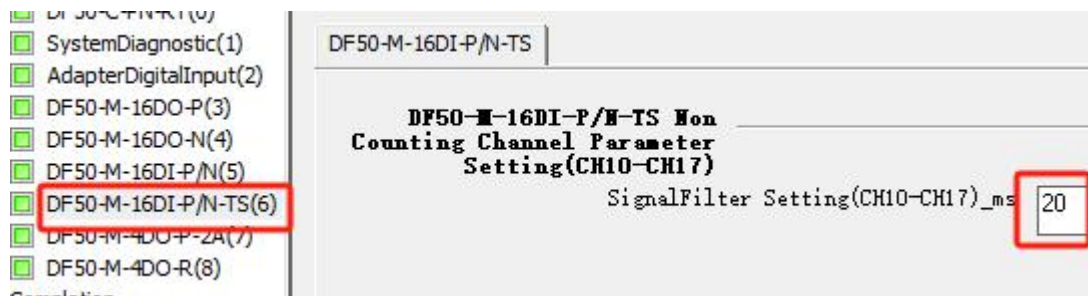 SystemDiagnostic(1)
AdapterDigitalInput(2)
DF50-M-16DO-P(3)
DF50-M-16DO-N(4)
DF50-M-16DI-P/N(5)
DF50-M-16DI-P/N-TS(6)
DF50-M-4DO-P-2A(7)
DF50-M-4DO-R(8)
DF50-M-16DI-P/N-TS
DF50-M-16DI-P/N-TS Non
Counting Channel Parameter
Setting(CH10-CH17)
SignalFilter Setting(CH10-CH17)_ms
20